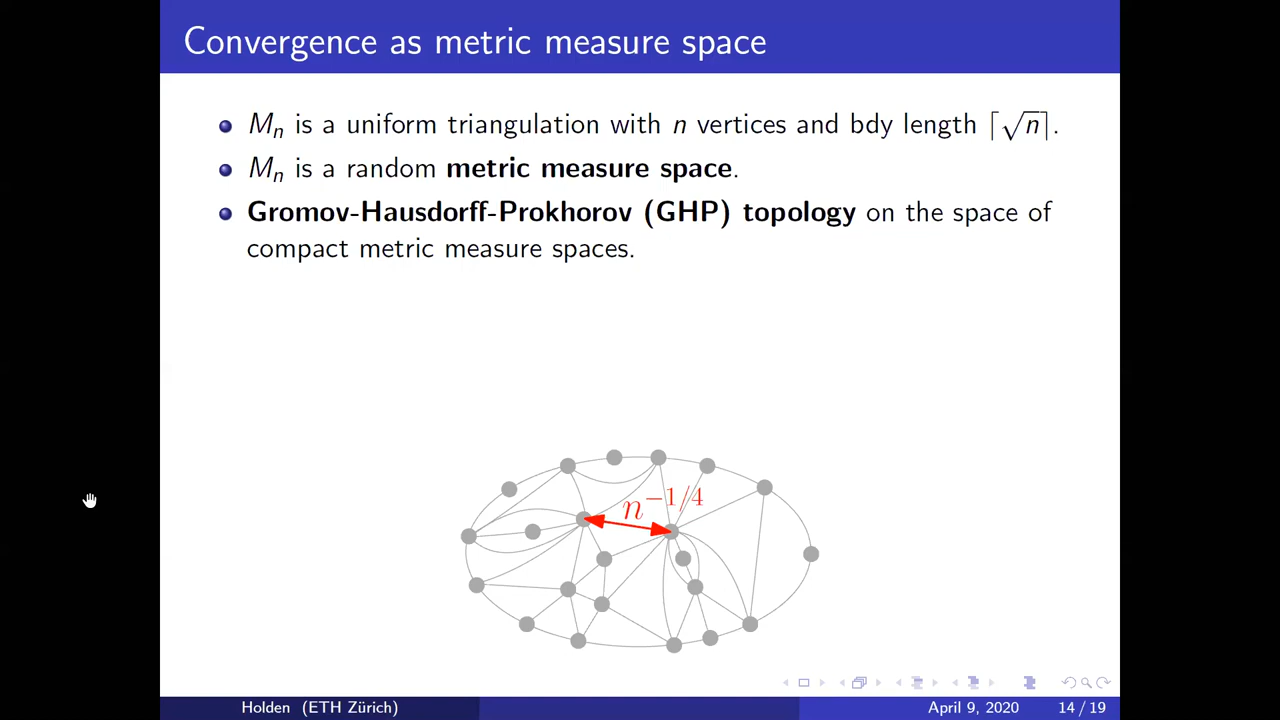 Convergence as metric measure space
Mₙ is a uniform triangulation with n vertices and bdy length ⌈√n⌉.
Mₙ is a random metric measure space.
Gromov-Hausdorff-Prokhorov (GHP) topology on the space of
compact metric measure spaces.
n^{-1/4}
Holden (ETH Zürich) April 9, 2020 14/19